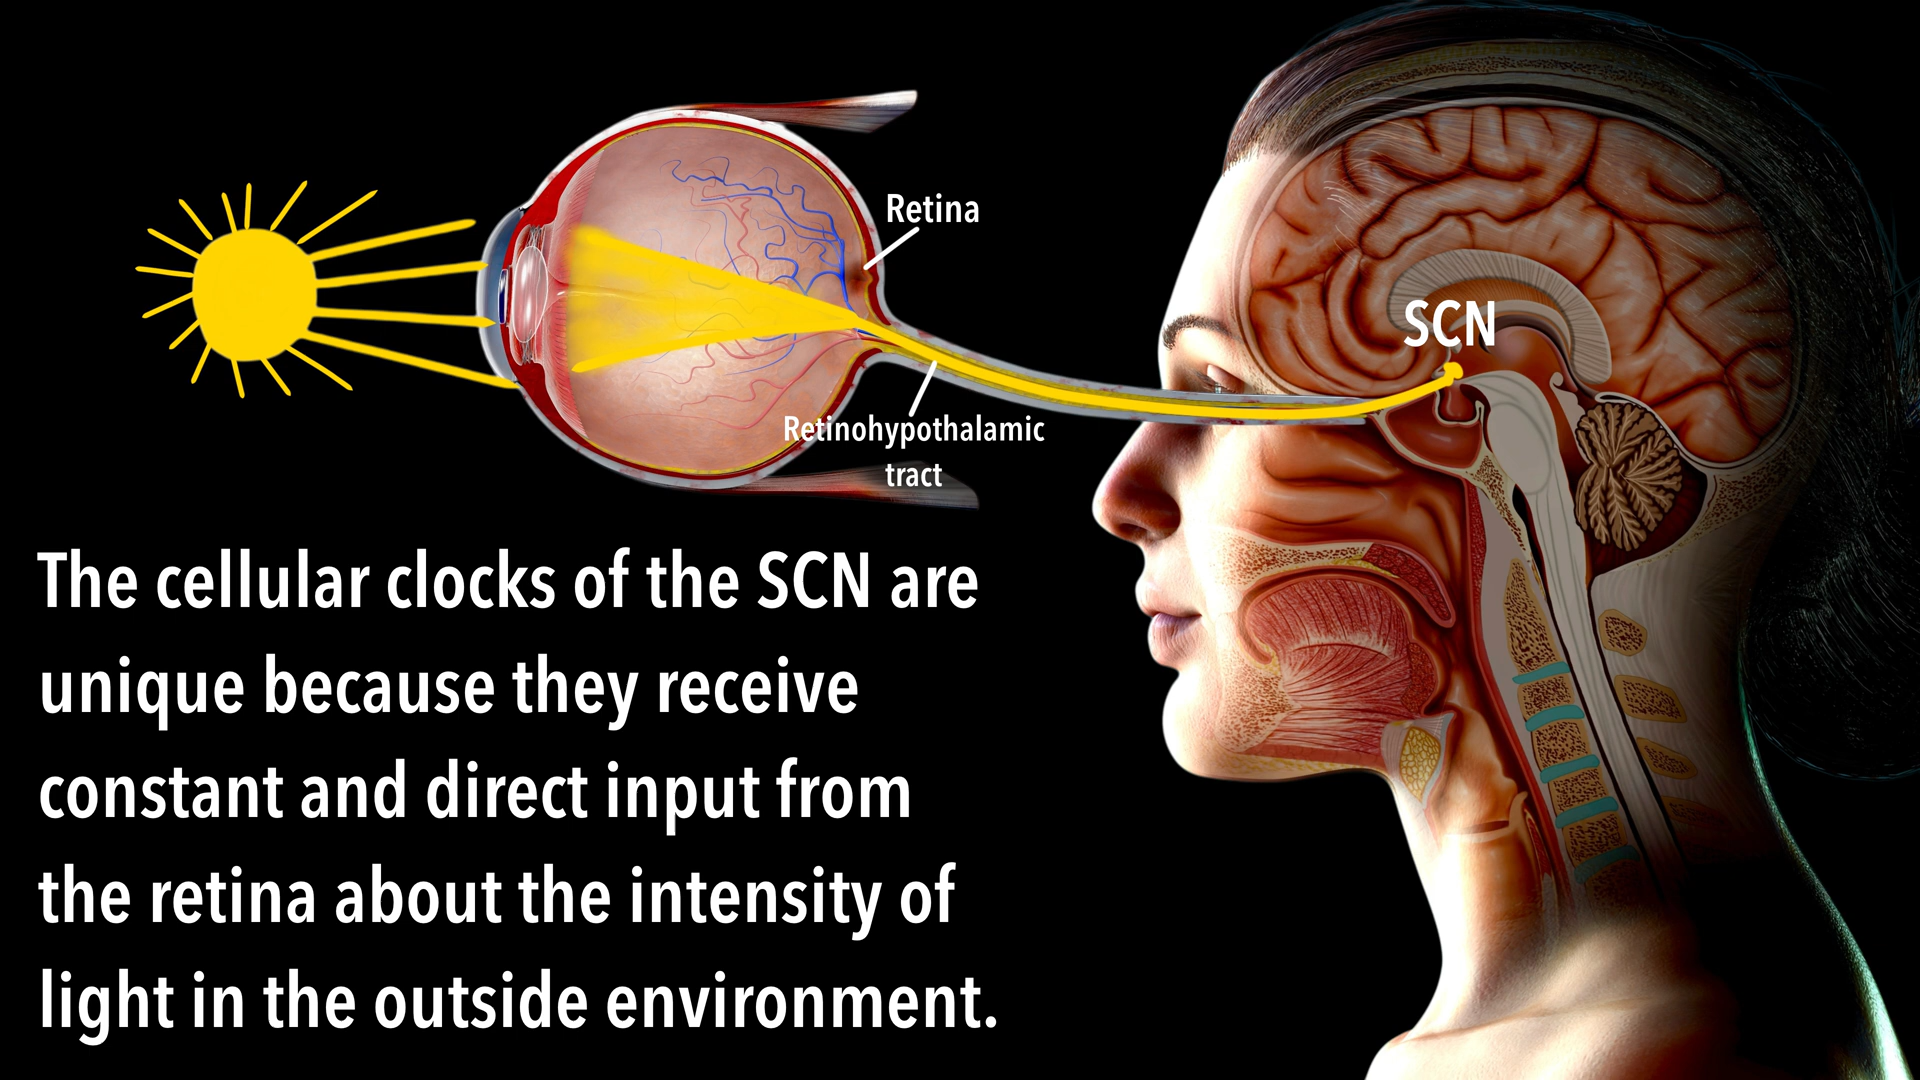 Retina
SCN
Retinohypothalamic
tract
The cellular clocks of the SCN are
unique because they receive
constant and direct input from
the retina about the intensity of
light in the outside environment.